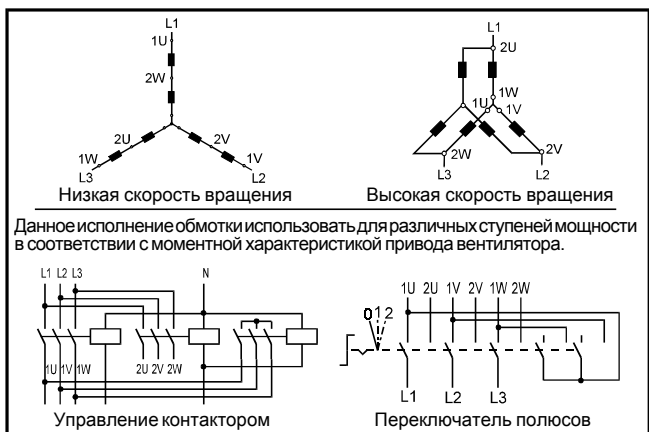 L1
1U
2W
2U
2V
1W
1V
L3
L2
Низкая скорость вращения
L1
2U
1W
1U
1V
2W
2V
L3
L2
Высокая скорость вращения
Данное исполнение обмотки использовать для различных ступеней мощности
в соответствии с моментной характеристикой привода вентилятора.
L1 L2 L3 N
1U 1V 1W 2U 2V 2W
Управление контактором
1U 2U 1V 2V 1W 2W
0 1 2
L1 L2 L3
Переключатель полюсов